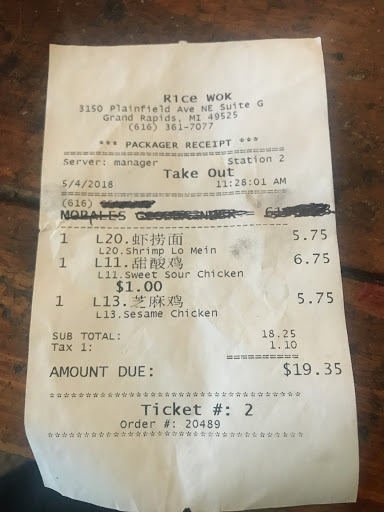 Rice Wok
3150 Plainfield Ave NE Suite G
Grand Rapids, MI 49525
(616) 361-7077
*** PACKAGER RECEIPT ***
Server: manager Station 2
Take Out
5/4/2018 11:28:01 AM
(616)
MORALES
1 L20.虾捞面 5.75
L20.Shrimp Lo Mein
1 L11.甜酸鸡 6.75
L11.Sweet Sour Chicken
$1.00
1 L13.芝麻鸡 5.75
L13.Sesame Chicken
SUB TOTAL: 18.25
Tax 1: 1.10
AMOUNT DUE: $19.35
Ticket #: 2
Order #: 20489